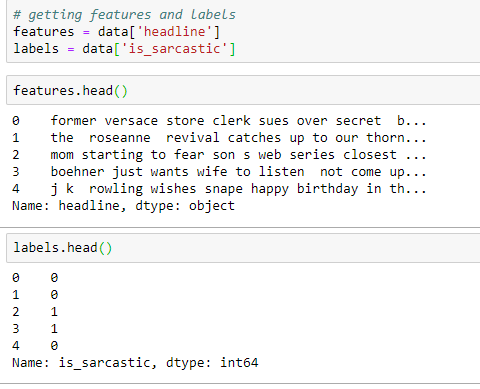 # getting features and labels
features = data['headline']
labels = data['is_sarcastic']
features.head()
0    former versace store clerk sues over secret  b...
1    the  roseanne  revival catches up to our thorn...
2    mom starting to fear son s web series closest ...
3    boehner just wants wife to listen  not come up...
4    j k  rowling wishes snape happy birthday in th...
Name: headline, dtype: object
labels.head()
0    0
1    0
2    1
3    1
4    0
Name: is_sarcastic, dtype: int64